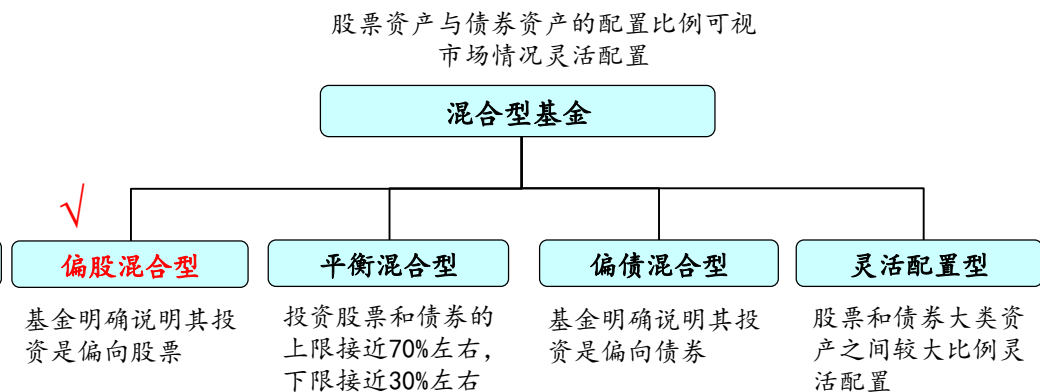 股票资产与债券资产的配置比例可视
市场情况灵活配置
混合型基金
√
偏股混合型
平衡混合型
偏债混合型
灵活配置型
基金明确说明其投
资是偏向股票
投资股票和债券的
上限接近70%左右，
下限接近30%左右
基金明确说明其投
资是偏向债券
股票和债券大类资
产之间较大比例灵
活配置